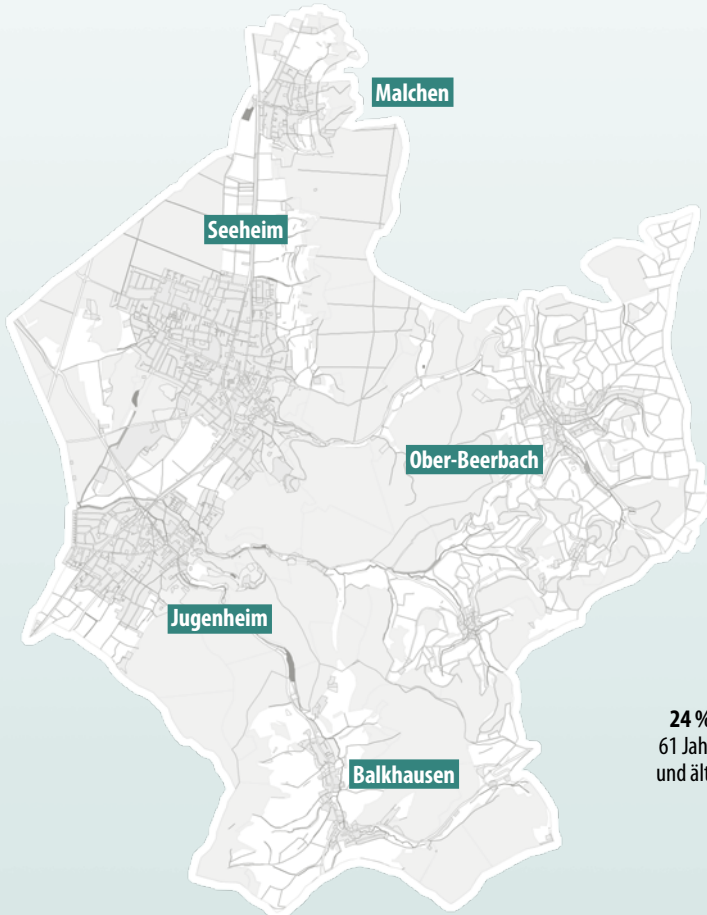 Malchen
Seeheim
Ober-Beerbach
Jugenheim
24 %
61 Jah
und ält
Balkhausen